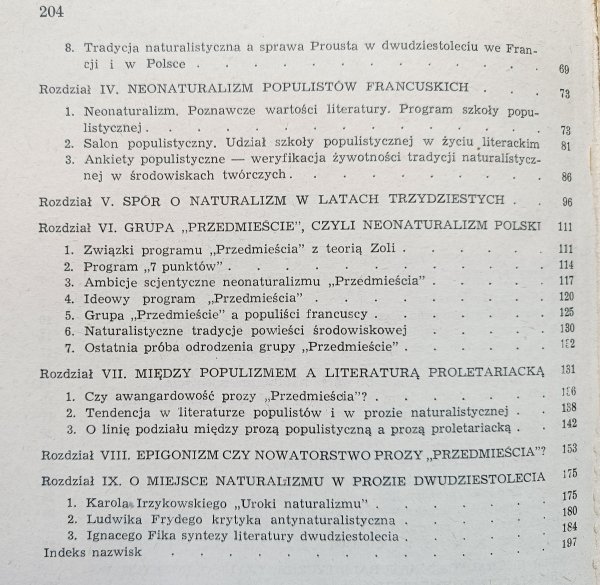 204
8. Tradycja naturalistyczna a sprawa Prousta w dwudziestoleciu we Fran-
cji i w Polsce . . . . . . . . . . . . . . 69
Rozdział IV. NEONATURALIZM POPULISTÓW FRANCUSKICH . . . 73
1. Neonaturalizm. Poznawcze wartości literatury. Program szkoły popu-
listycznej . . . . . . . . . . . . . . . 73
2. Salon populistyczny. Udział szkoły populistycznej w życiu literackim 81
3. Ankiety populistyczne — weryfikacja żywotności tradycji naturalistycz-
nej w środowiskach twórczych . . . . . . . . . . 86
Rozdział V. SPÓR O NATURALIZM W LATACH TRZYDZIESTYCH . . 96
Rozdział VI. GRUPA „PRZEDMIEŚCIE", CZYLI NEONATURALIZM POLSKI 111
1. Związki programu „Przedmieścia" z teorią Zoli . . . . . 111
2. Program „7 punktów" . . . . . . . . . . . . 114
3. Ambicje scjentyczne neonaturalizmu „Przedmieścia" . . . . 117
4. Ideowy program „Przedmieścia" . . . . . . . . . 120
5. Grupa „Przedmieście" a populiści francuscy . . . . . . 125
6. Naturalistyczne tradycje powieści środowiskowej . . . . . 130
7. Ostatnia próba odrodzenia grupy „Przedmieście" . . . . .
Rozdział VII. MIĘDZY POPULIZMEM A LITERATURĄ PROLETARIACKĄ 131
1. Czy awangardowość prozy „Przedmieścia"? . . . . . . .
2. Tendencja w literaturze populistów i w prozie naturalistycznej . . 138
3. O linię podziału między prozą populistyczną a prozą proletariacką . . 142
Rozdział VIII. EPIGONIZM CZY NOWATORSTWO PROZY „PRZEDMIEŚCIA"? 153
Rozdział IX. O MIEJSCE NATURALIZMU W PROZIE DWUDZIESTOLECIA 175
1. Karola Irzykowskiego „Uroki naturalizmu" . . . . . . . 175
2. Ludwika Frydego krytyka antynaturalistyczna . . . . . . 180
3. Ignacego Fika syntezy literatury dwudziestolecia . . . . . 184
Indeks nazwisk . . . . . . . . . . . . . . 197